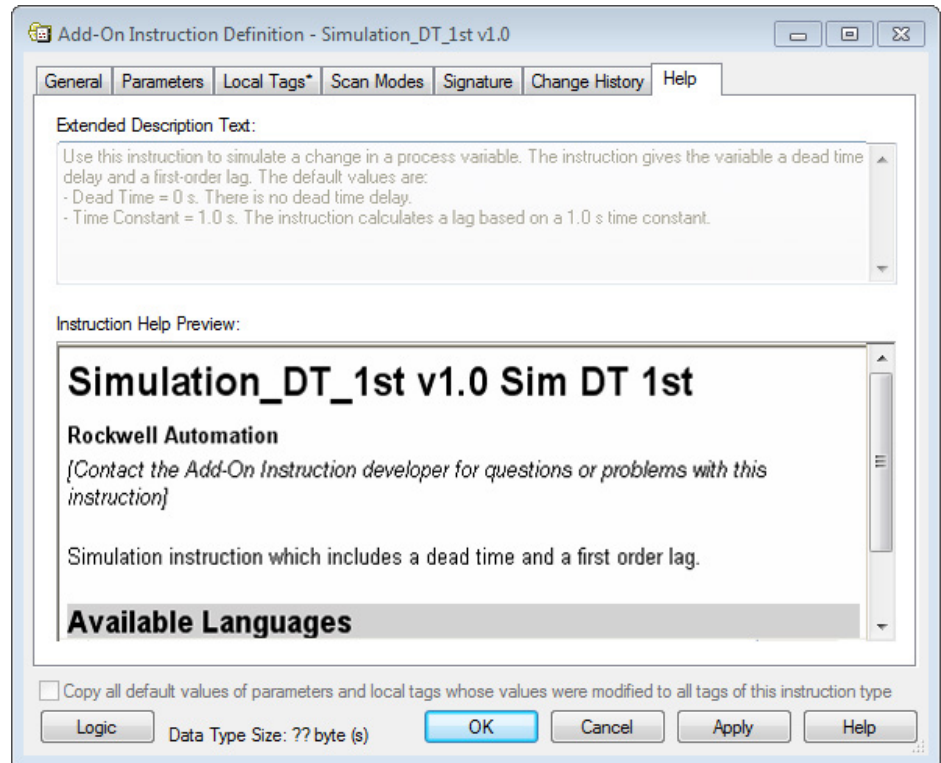 Add-On Instruction Definition - Simulation_DT_1st v1.0
General Parameters Local Tags* Scan Modes Signature Change History Help
Extended Description Text:
Use this instruction to simulate a change in a process variable. The instruction gives the variable a dead time
delay and a first-order lag. The default values are:
- Dead Time = 0 s. There is no dead time delay.
- Time Constant = 1.0 s. The instruction calculates a lag based on a 1.0 s time constant.
Instruction Help Preview:
Simulation_DT_1st v1.0 Sim DT 1st
Rockwell Automation
[Contact the Add-On Instruction developer for questions or problems with this
instruction]
Simulation instruction which includes a dead time and a first order lag.
Available Languages
Copy all default values of parameters and local tags whose values were modified to all tags of this instruction type
Logic Data Type Size: ?? byte (s) OK Cancel Apply Help